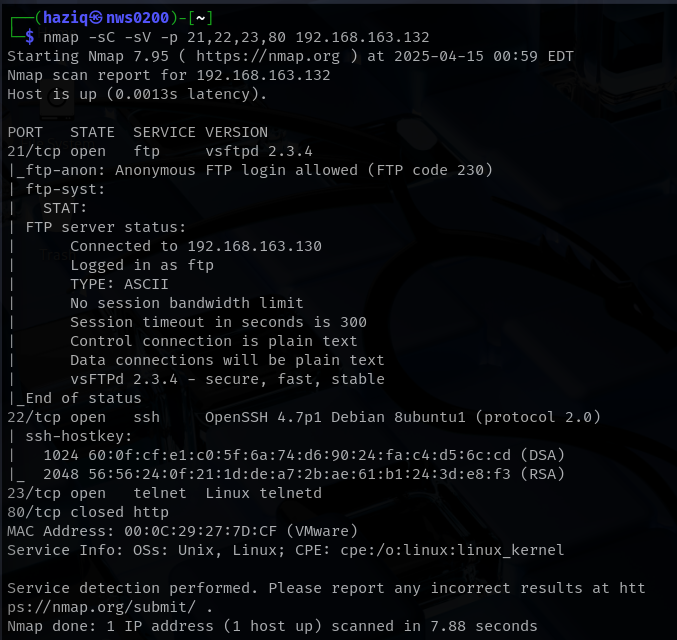 ┌──(haziq㉿nws0200)-[~]
└─$ nmap -sC -sV -p 21,22,23,80 192.168.163.132
Starting Nmap 7.95 ( https://nmap.org ) at 2025-04-15 00:59 EDT
Nmap scan report for 192.168.163.132
Host is up (0.0013s latency).

PORT   STATE  SERVICE VERSION
21/tcp open   ftp     vsftpd 2.3.4
|_ftp-anon: Anonymous FTP login allowed (FTP code 230)
| ftp-syst:
|   STAT:
| FTP server status:
|      Connected to 192.168.163.130
|      Logged in as ftp
|      TYPE: ASCII
|      No session bandwidth limit
|      Session timeout in seconds is 300
|      Control connection is plain text
|      Data connections will be plain text
|      vsFTPd 2.3.4 - secure, fast, stable
|_End of status
22/tcp open   ssh     OpenSSH 4.7p1 Debian 8ubuntu1 (protocol 2.0)
| ssh-hostkey:
|   1024 60:0f:cf:e1:c0:5f:6a:74:d6:90:24:fa:c4:d5:6c:cd (DSA)
|_  2048 56:56:24:0f:21:1d:de:a7:2b:ae:61:b1:24:3d:e8:f3 (RSA)
23/tcp open   telnet  Linux telnetd
80/tcp closed http
MAC Address: 00:0C:29:27:7D:CF (VMware)
Service Info: OSs: Unix, Linux; CPE: cpe:/o:linux:linux_kernel

Service detection performed. Please report any incorrect results at htt
ps://nmap.org/submit/ .
Nmap done: 1 IP address (1 host up) scanned in 7.88 seconds